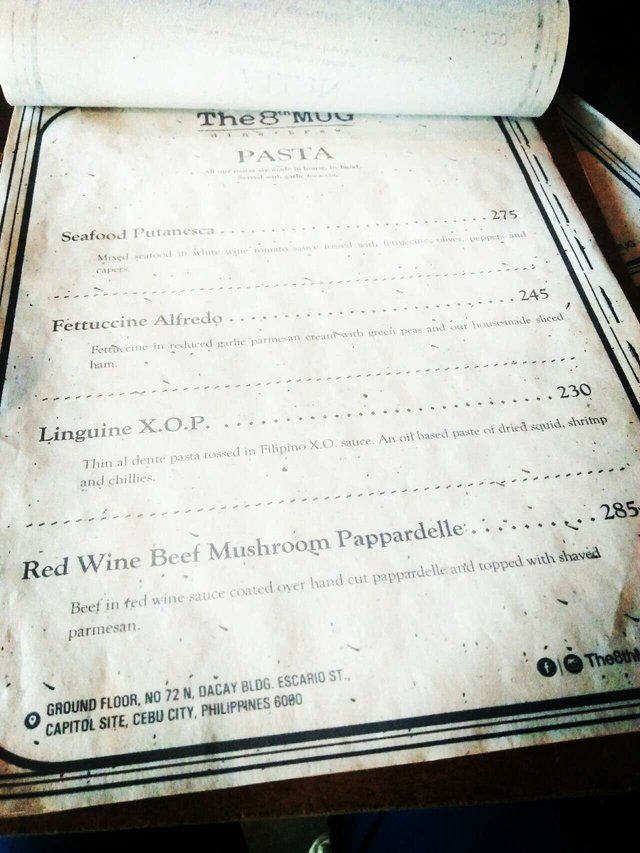 The 8th MUG
dine + brew
PASTA
All our pastas are made in house, by hand.
Served with garlic focaccia.
Seafood Putanesca 275
Mixed seafood in white wine tomato sauce tossed with fettuccine, olives, peppers and
capers.
Fettuccine Alfredo 245
Fettuccine in reduced garlic parmesan cream with green peas and our house-made sliced
ham.
Linguine X.O.P. 230
Thin al dente pasta tossed in Filipino X.O. sauce. An oil based paste of dried squid, shrimp
and chillies.
Red Wine Beef Mushroom Pappardelle 285
Beef in red wine sauce coated over hand cut pappardelle and topped with shaved
parmesan.
GROUND FLOOR, NO 72 N. DACAY BLDG. ESCARIO ST.,
CAPITOL SITE, CEBU CITY, PHILIPPINES 6000
The8thM